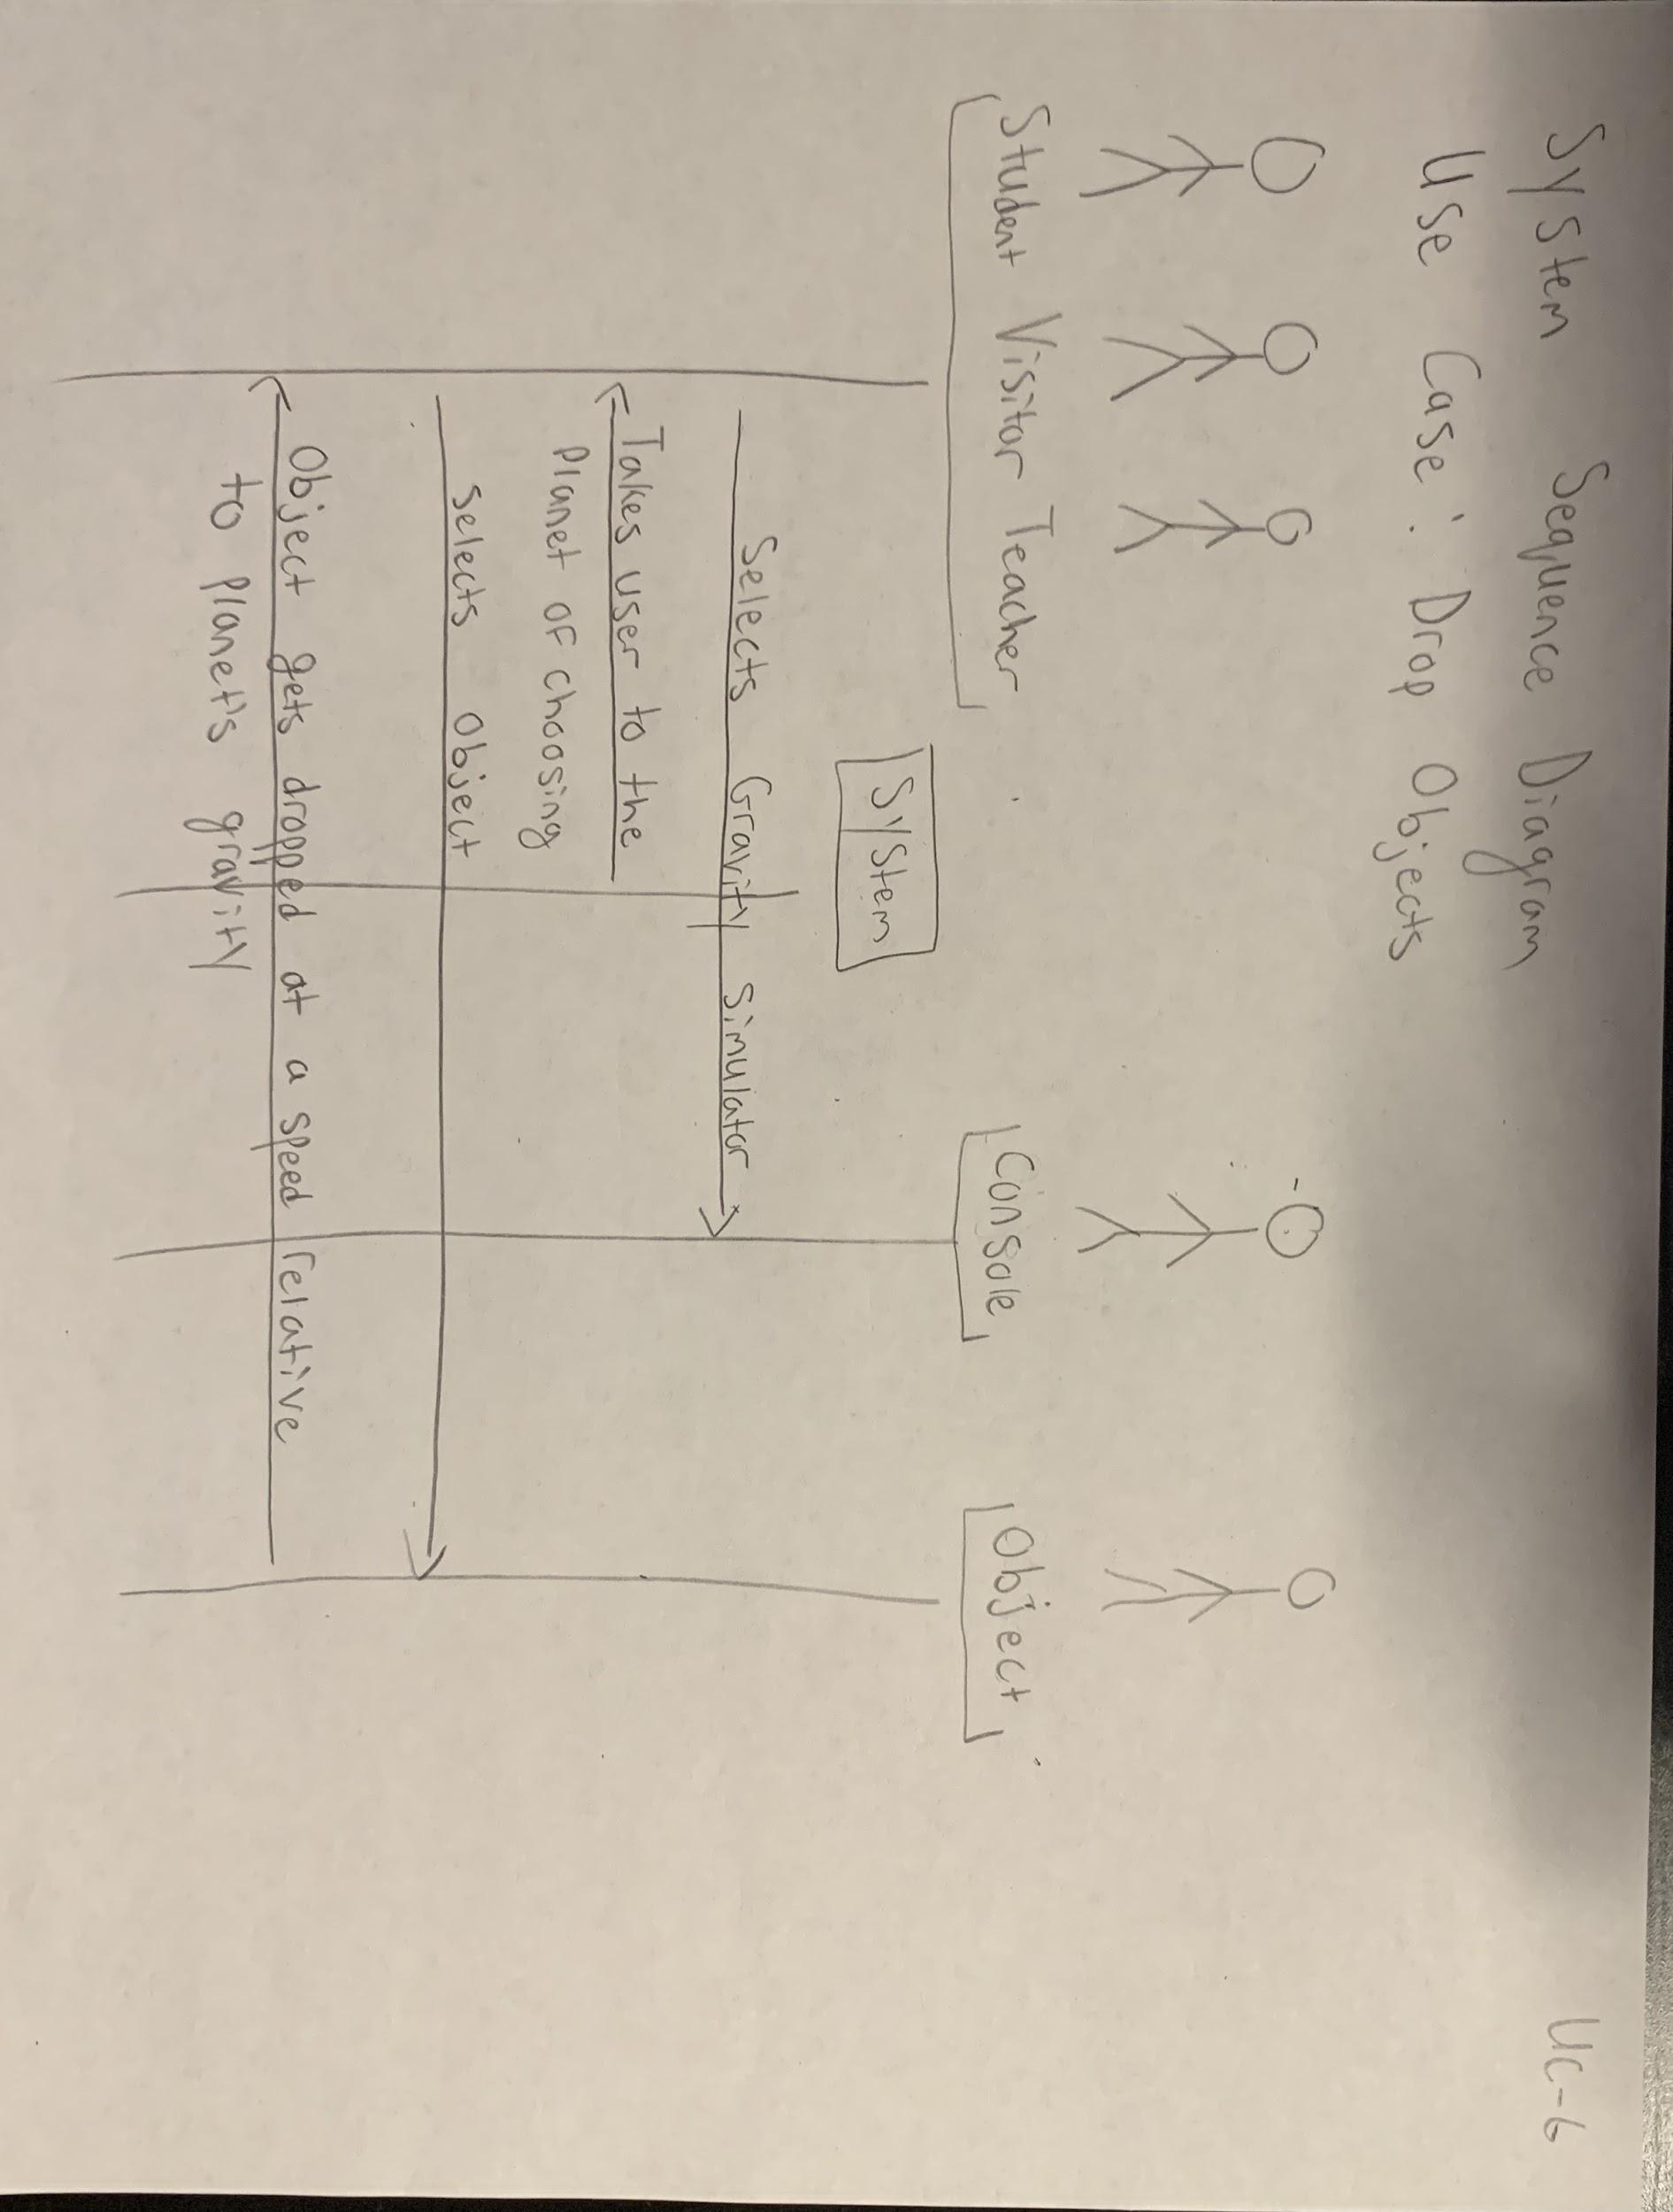 UC-6
System Sequence Diagram
Use Case: Drop Objects
Student Visitor Teacher
Console
Object
System
Selects Gravity Simulator
Takes user to the
planet of choosing
selects object
Object gets dropped at a speed relative
to planet's gravity